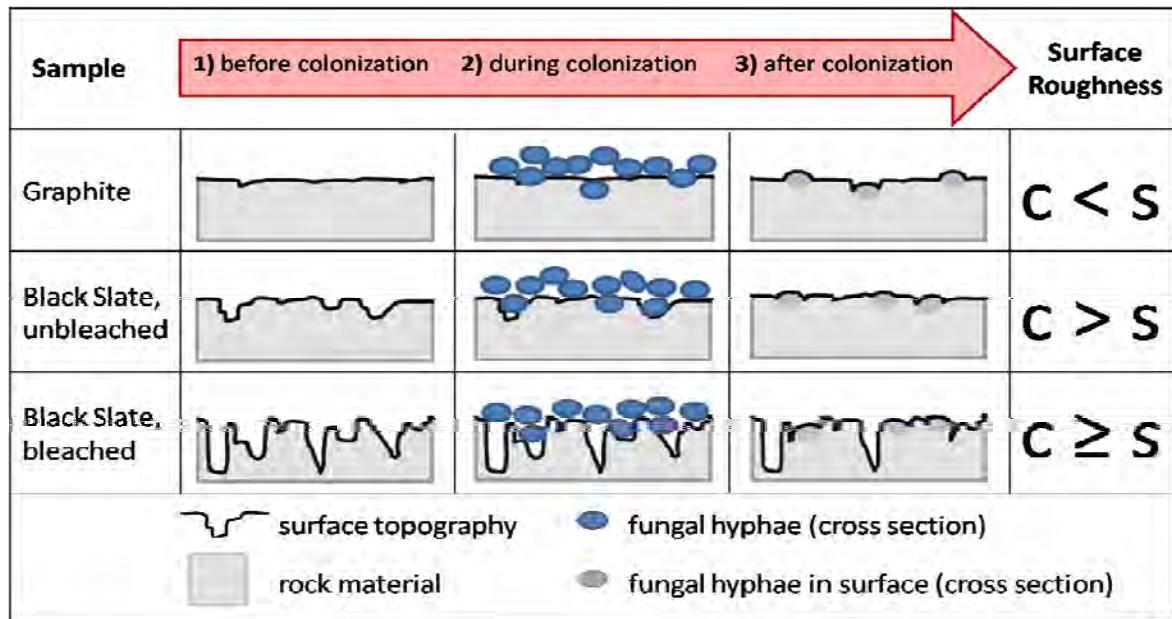 Sample
1) before colonization
2) during colonization
3) after colonization
Surface
Roughness
Graphite
C < S
Black Slate,
unbleached
C > S
Black Slate,
bleached
C ≥ S
surface topography
fungal hyphae (cross section)
rock material
fungal hyphae in surface (cross section)